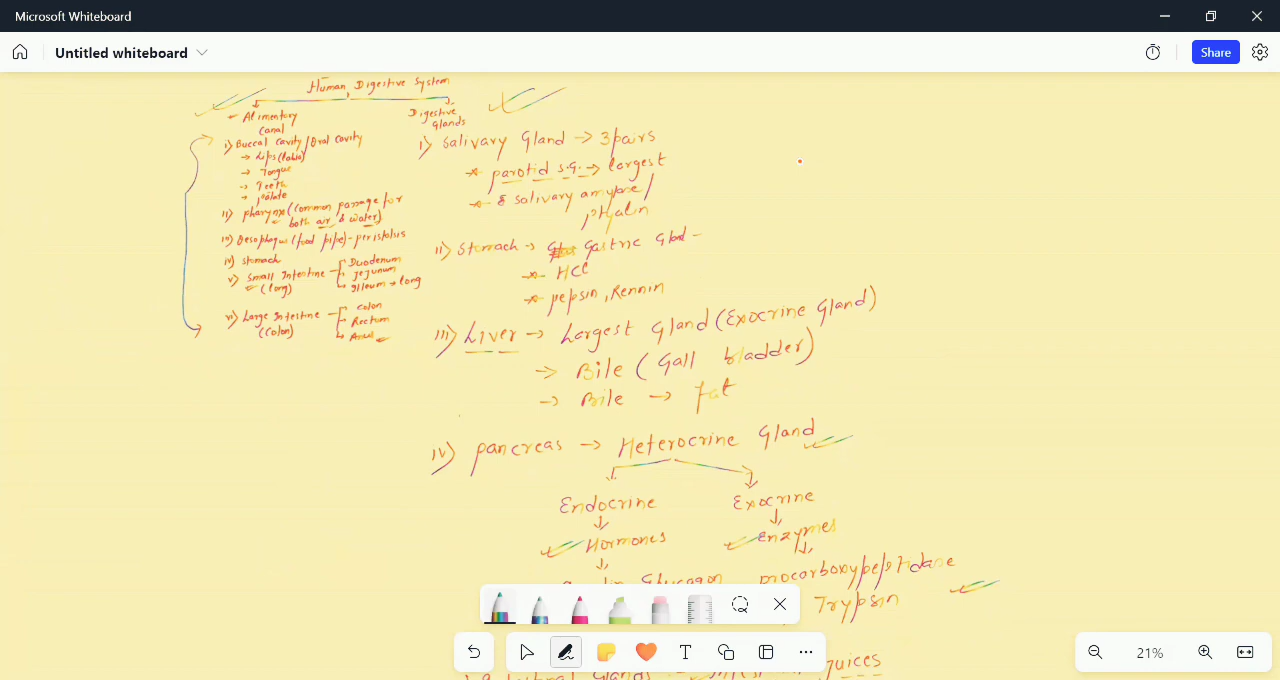 Microsoft Whiteboard
Untitled whiteboard
Share
Human Digestive System
Alimentary
Canal
i) Buccal cavity/Oral cavity
→ Lips (labia)
→ Tongue
→ Teeth
→ palate
ii) pharynx (common passage for
both air & water)
iii) Oesophagus (food pipe) - peristalsis
iv) stomach
v) Small Intestine - Duodenum
(long) Jejunum
Illeum → long
vi) Large Intestine - colon
(colon) Rectum
Anus
Digestive
Glands
i) Salivary Gland → 3 pairs
* parotid s.g. → largest
* salivary amylase/
ptyalin
ii) Stomach → Gastric Gland -
* HCl
* pepsin, Rennin
iii) Liver → Largest Gland (Exocrine Gland)
→ Bile (Gall bladder)
→ Bile → fat
iv) pancreas → Heterocrine Gland
Endocrine Exocrine
Hormones Enzymes
Glucagon procarboxypeptidase
Trypsin
Glands
juices
21%